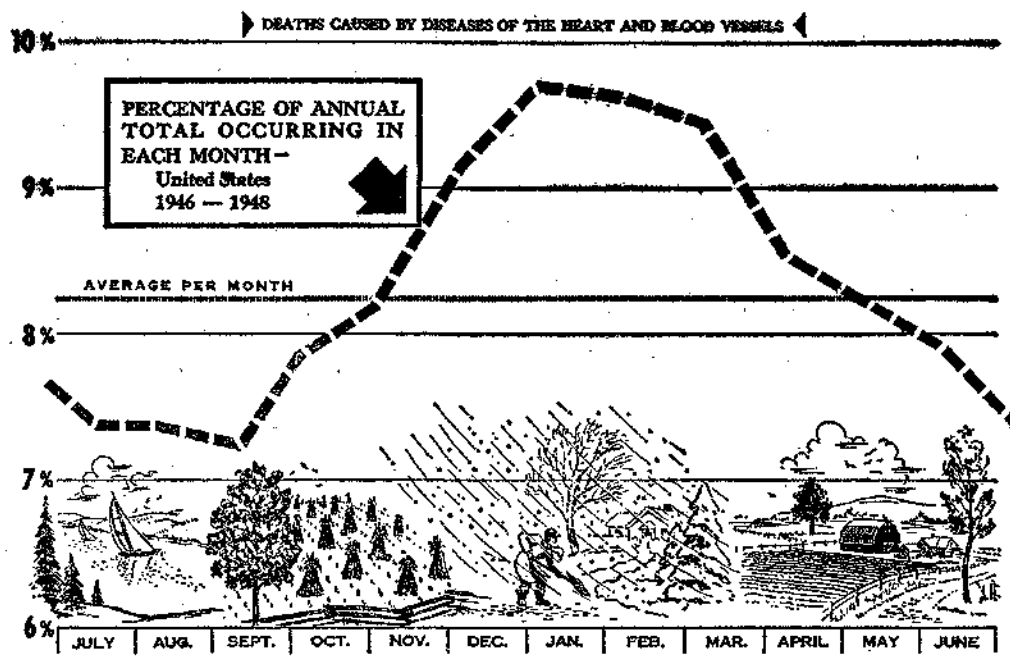 DEATHS CAUSED BY DISEASES OF THE HEART AND BLOOD VESSELS
10%
PERCENTAGE OF ANNUAL
TOTAL OCCURRING IN
EACH MONTH–
United States
1946 — 1948
9%
AVERAGE PER MONTH
8%
7%
6%
JULY AUG. SEPT. OCT. NOV. DEC. JAN. FEB. MAR. APRIL MAY JUNE